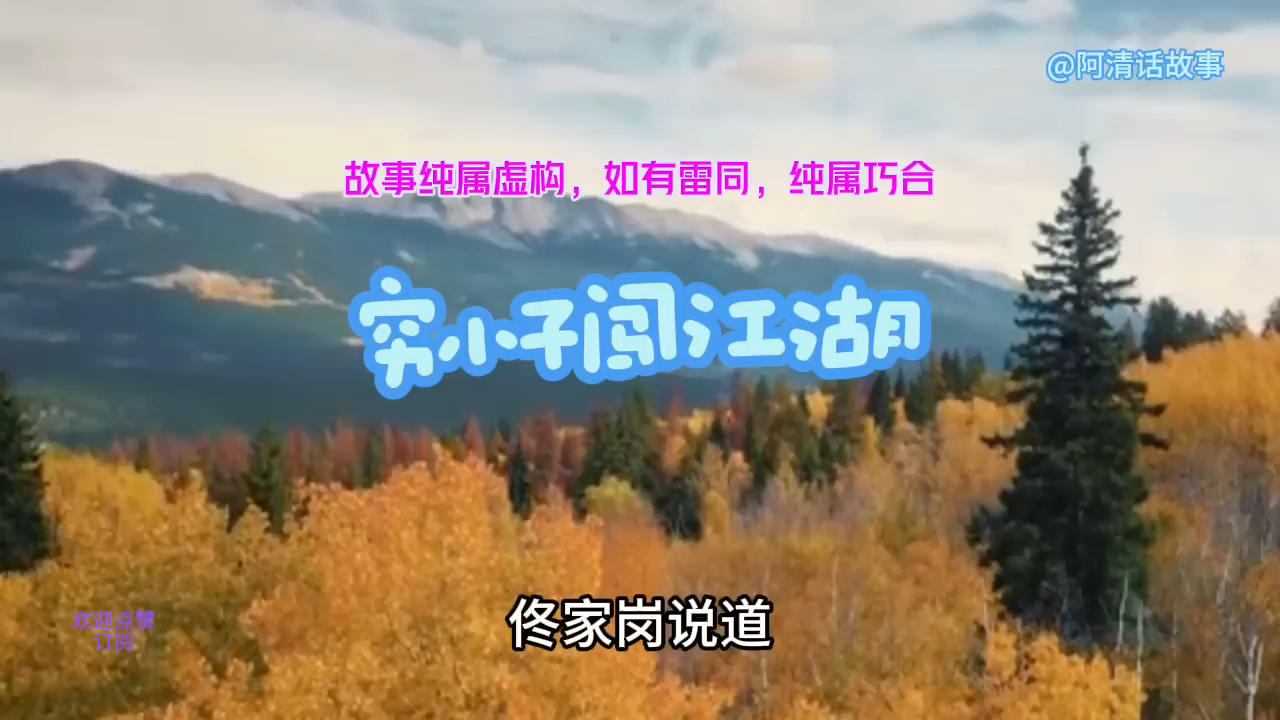 @阿清话故事
故事纯属虚构，如有雷同，纯属巧合
穷小子闯江湖
佟家岗说道
欢迎点赞
订阅